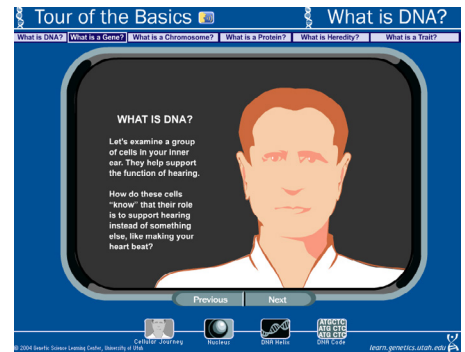 Tour of the Basics
What is DNA?
What is DNA? What is a Gene? What is a Chromosome? What is a Protein? What is Heredity? What is a Trait?
WHAT IS DNA?
Let's examine a group
of cells in your inner
ear. They help support
the function of hearing.
How do these cells
"know" that their role
is to support hearing
instead of something
else, like making your
heart beat?
Previous Next
ATGCTC
ATG CTC
ATG CTC
Cellular Journey Nucleus DNA Helix DNA Code
© 2004 Genetic Science Learning Center, University of Utah
learn.genetics.utah.edu